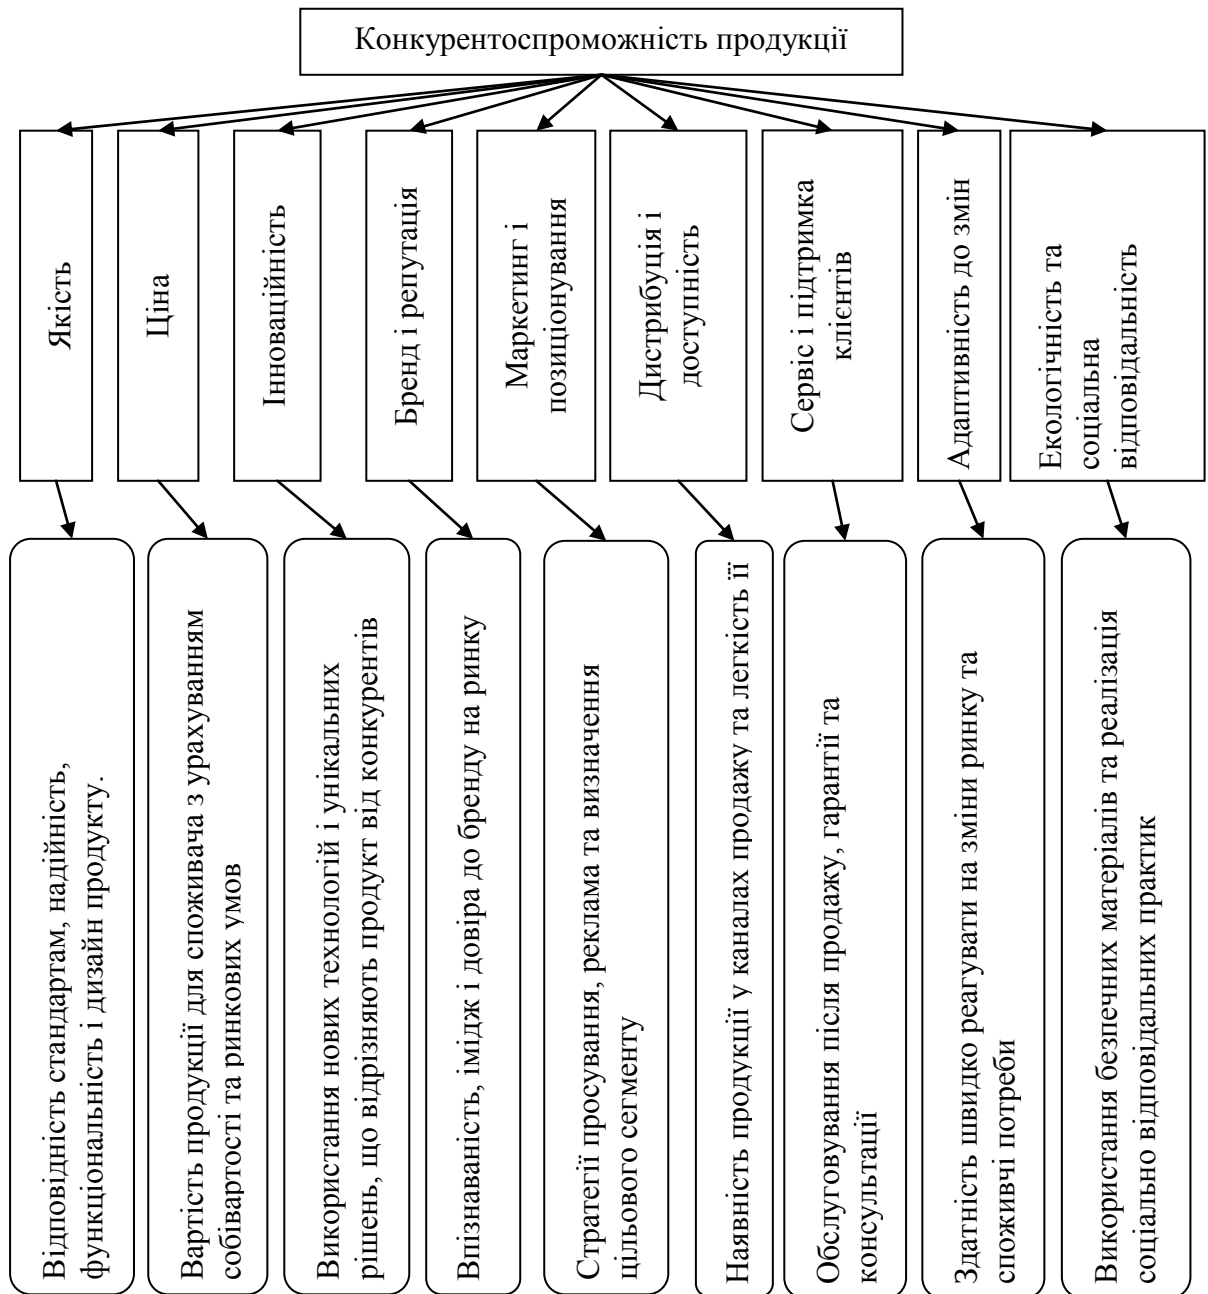 Конкурентоспроможність продукції
Якість
Ціна
Інноваційність
Бренд і репутація
Маркетинг і
позиціонування
Дистрибуція і
доступність
Сервіс і підтримка
клієнтів
Адаптивність до змін
Екологічність та
соціальна
відповідальність
Відповідність стандартам, надійність,
функціональність і дизайн продукту.
Вартість продукції для споживача з урахуванням
собівартості та ринкових умов
Використання нових технологій і унікальних
рішень, що відрізняють продукт від конкурентів
Впізнаваність, імідж і довіра до бренду на ринку
Стратегії просування, реклама та визначення
цільового сегменту
Наявність продукції у каналах продажу та легкість її
Обслуговування після продажу, гарантії та
консультації
Здатність швидко реагувати на зміни ринку та
споживчі потреби
Використання безпечних матеріалів та реалізація
соціально відповідальних практик